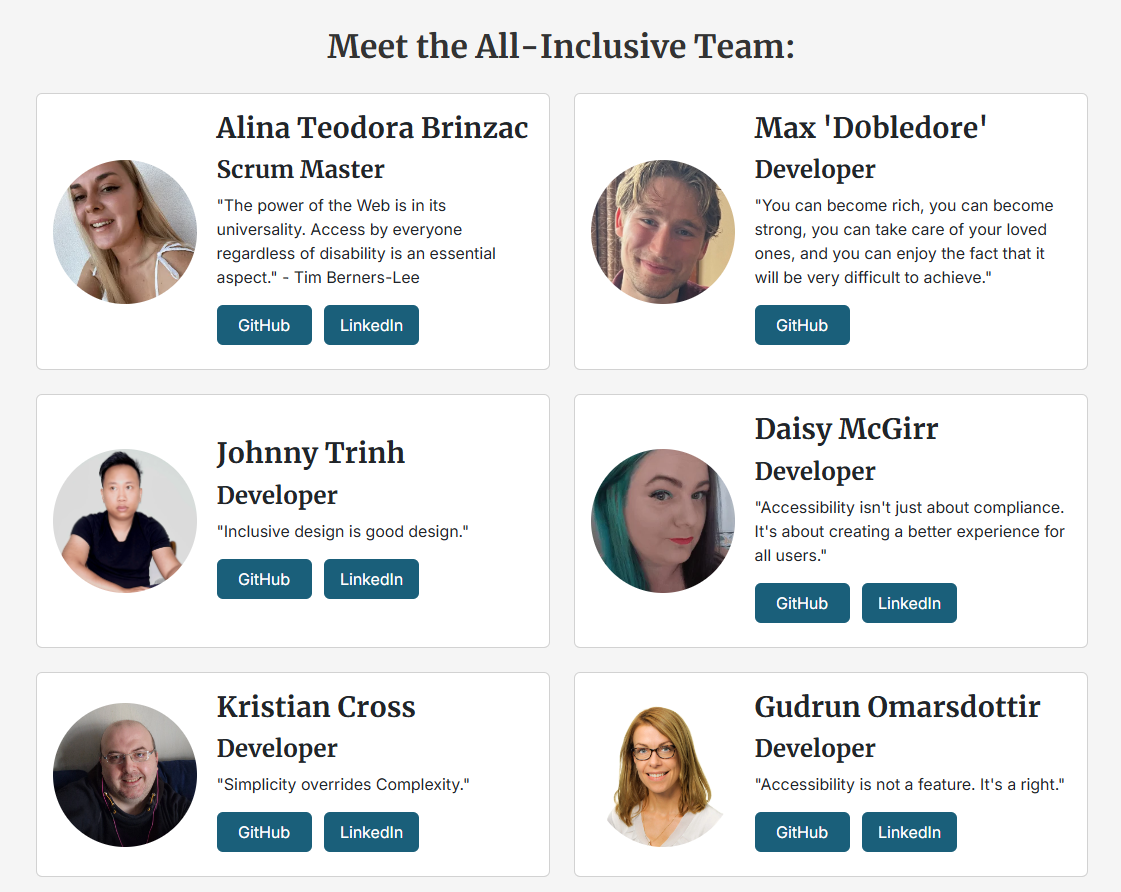 Meet the All-Inclusive Team:
Alina Teodora Brinzac
Scrum Master
"The power of the Web is in its
universality. Access by everyone
regardless of disability is an essential
aspect." - Tim Berners-Lee
GitHub
LinkedIn
Max 'D0bledore'
Developer
"You can become rich, you can become
strong, you can take care of your loved
ones, and you can enjoy the fact that it
will be very difficult to achieve."
GitHub
Johnny Trinh
Developer
"Inclusive design is good design."
GitHub
LinkedIn
Daisy McGirr
Developer
"Accessibility isn't just about compliance.
It's about creating a better experience for
all users."
GitHub
LinkedIn
Kristian Cross
Developer
"Simplicity overrides Complexity."
GitHub
LinkedIn
Gudrun Omarsdottir
Developer
"Accessibility is not a feature. It's a right."
GitHub
LinkedIn